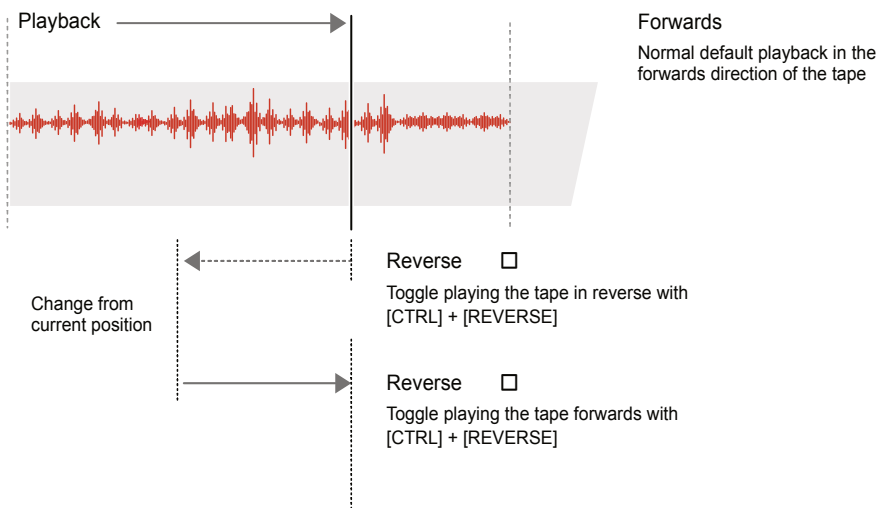 Playback
Forwards
Normal default playback in the
forwards direction of the tape
Reverse
Toggle playing the tape in reverse with
[CTRL] + [REVERSE]
Change from
current position
Reverse
Toggle playing the tape forwards with
[CTRL] + [REVERSE]